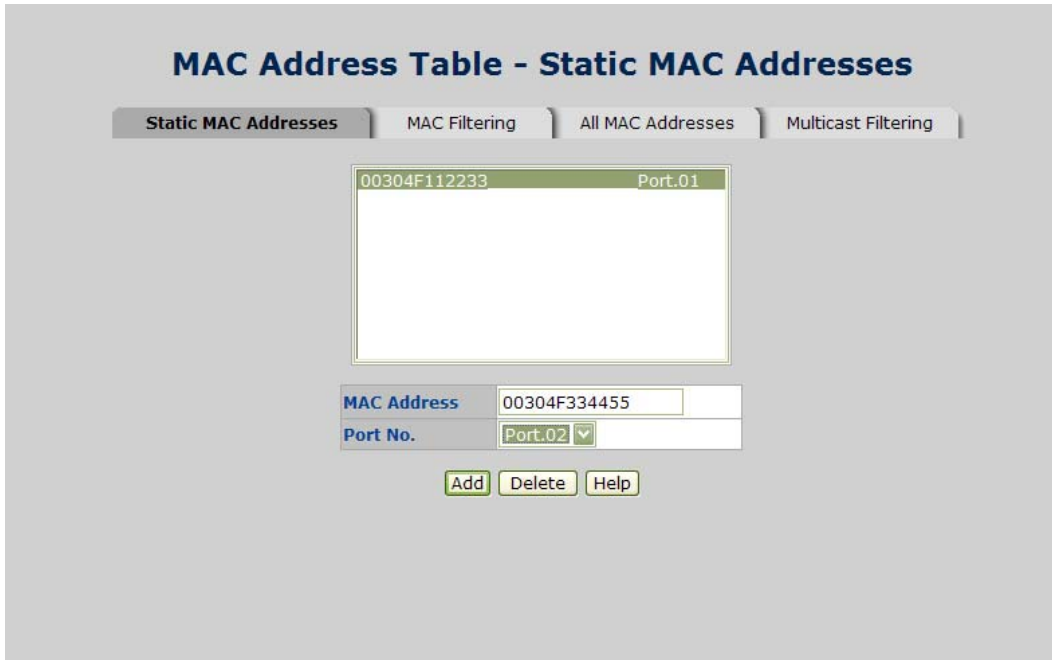 MAC Address Table - Static MAC Addresses
Static MAC Addresses MAC Filtering All MAC Addresses Multicast Filtering
00304F112233 Port.01
MAC Address 00304F334455
Port No. Port.02
Add Delete Help